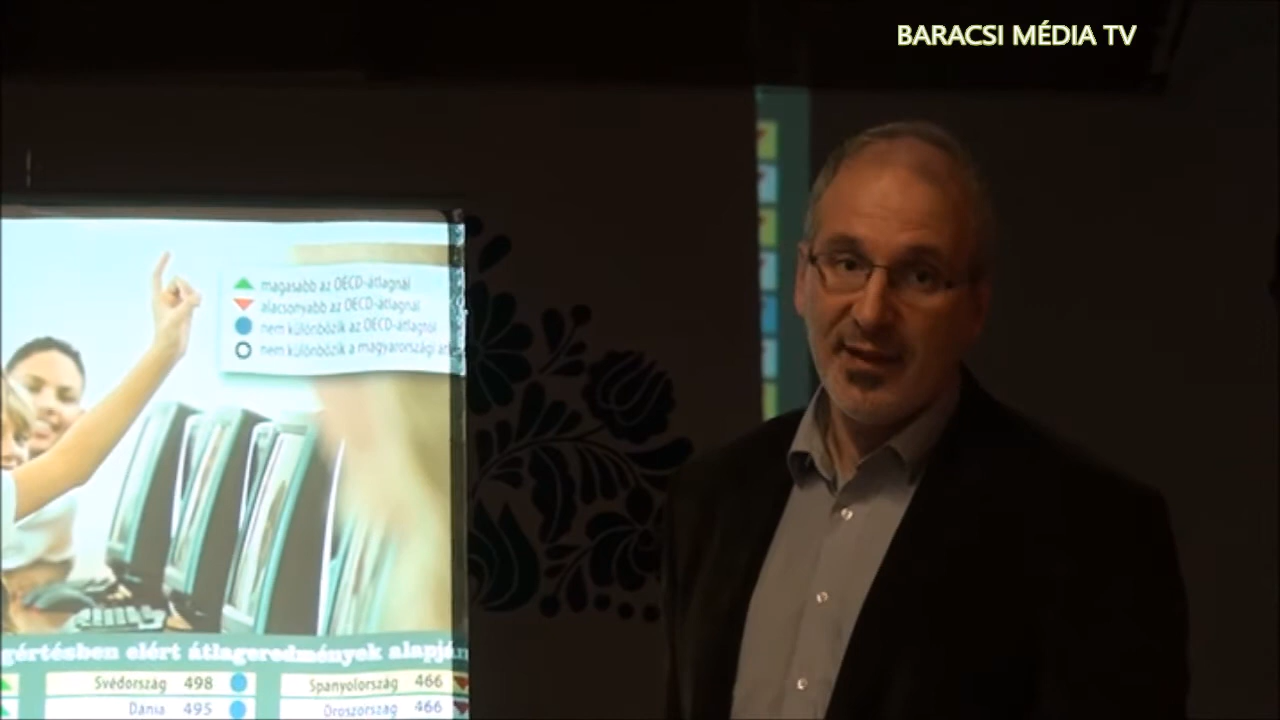 BARACSI MÉDIA TV
magasabb az OECD-átlagnál
alacsonyabb az OECD-átlagnál
nem különbözik az OECD-átlagtól
nem különbözik a magyarországi
elért átlageredmények alapján
Svédország 498
Spanyolország 466
Dánia 495
Oroszország 466